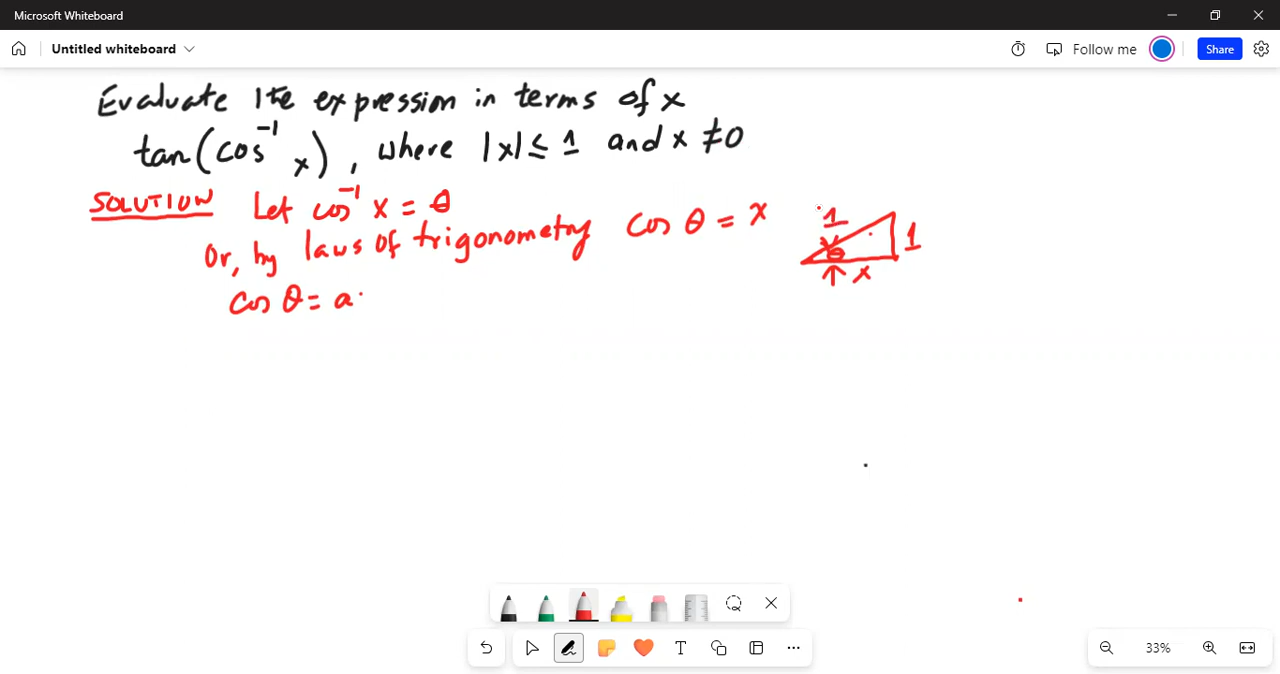 Microsoft Whiteboard
Untitled whiteboard
Follow me
Share
Evaluate the expression in terms of x
tan(cos⁻¹ x), where |x| ≤ 1 and x ≠ 0
SOLUTION Let cos⁻¹ x = θ
Or, by laws of trigonometry cos θ = x
1
1
θ
↑ x
cos θ = a
33%